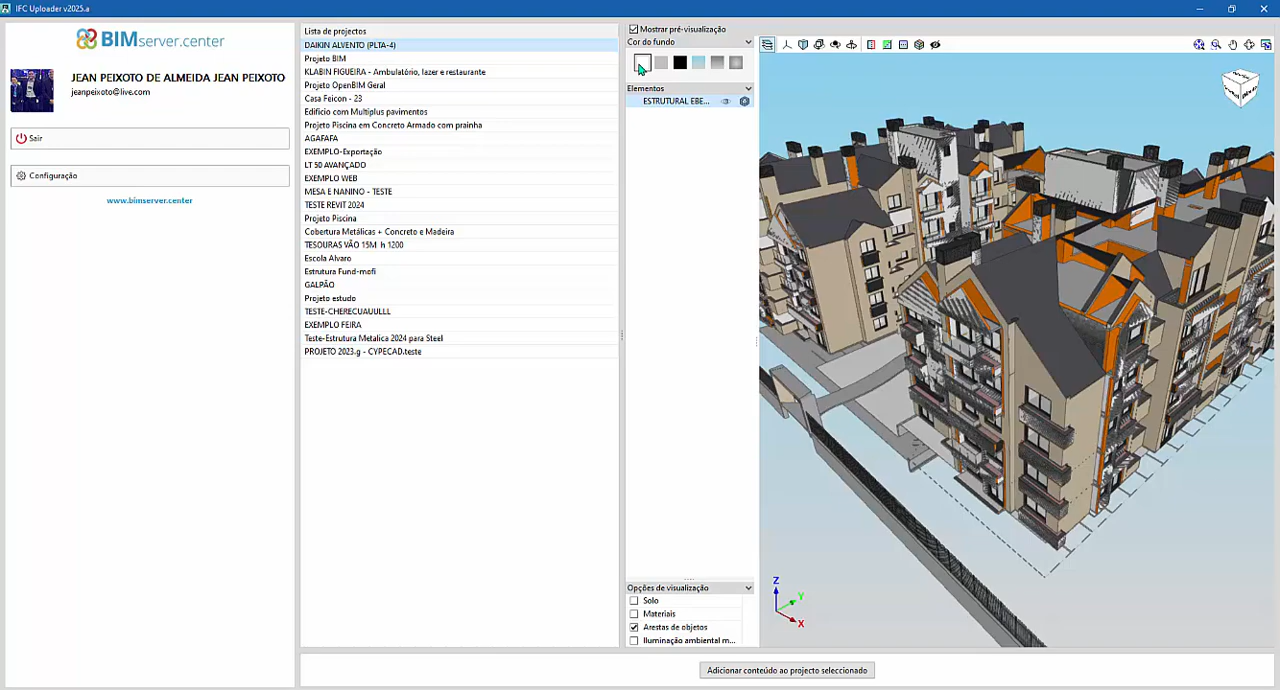 IFC Uploader v2025.a
BIMserver.center
JEAN PEIXOTO DE ALMEIDA JEAN PEIXOTO
jeanpeixoto@live.com
Sair
Configuração
www.bimserver.center
Lista de projectos
DAIKIN ALVENTO (PLTA-4)
Projeto BIM
KLABIN FIGUEIRA - Ambulatório, lazer e restaurante
Projeto OpenBIM Geral
Casa Feicon - 23
Edifício com Multiplus pavimentos
Projeto Piscina em Concreto Armado com prainha
AGAFAFA
EXEMPLO-Exportação
LT 50 AVANÇADO
EXEMPLO WEB
MESA E NANINO - TESTE
TESTE REVIT 2024
Projeto Piscina
Cobertura Metálicas + Concreto e Madeira
TESOURAS VÃO 15M h 1200
Escola Alvaro
Estrutura Fund-mofi
GALPÃO
Projeto estudo
TESTE-CHERECUAUULLL
EXEMPLO FEIRA
Teste-Estrutura Metalica 2024 para Steel
PROJETO 2023.g - CYPECAD.teste
Mostrar pré-visualização
Cor do fundo
Elementos
ESTRUTURAL EBE...
Opções de visualização
Solo
Materiais
Arestas de objetos
Iluminação ambiental m...
Z
Y
X
Adicionar conteúdo ao projecto seleccionado